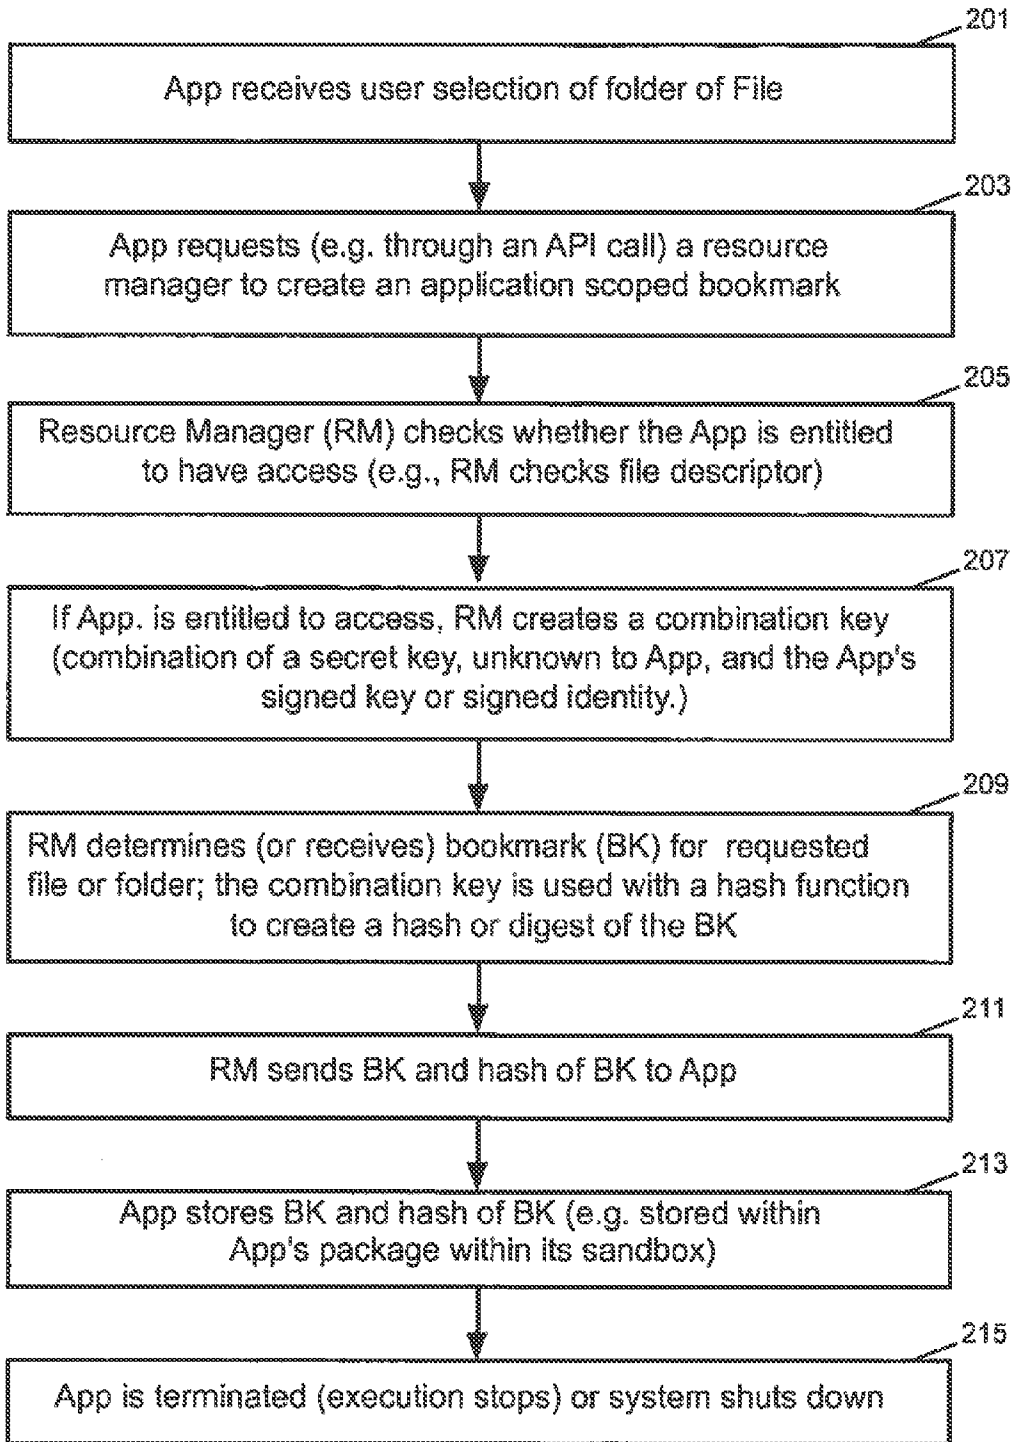 201
App receives user selection of folder of File
203
App requests (e.g. through an API call) a resource
manager to create an application scoped bookmark
205
Resource Manager (RM) checks whether the App is entitled
to have access (e.g., RM checks file descriptor)
207
If App. is entitled to access, RM creates a combination key
(combination of a secret key, unknown to App, and the App's
signed key or signed identity.)
209
RM determines (or receives) bookmark (BK) for requested
file or folder; the combination key is used with a hash function
to create a hash or digest of the BK
211
RM sends BK and hash of BK to App
213
App stores BK and hash of BK (e.g. stored within
App's package within its sandbox)
215
App is terminated (execution stops) or system shuts down